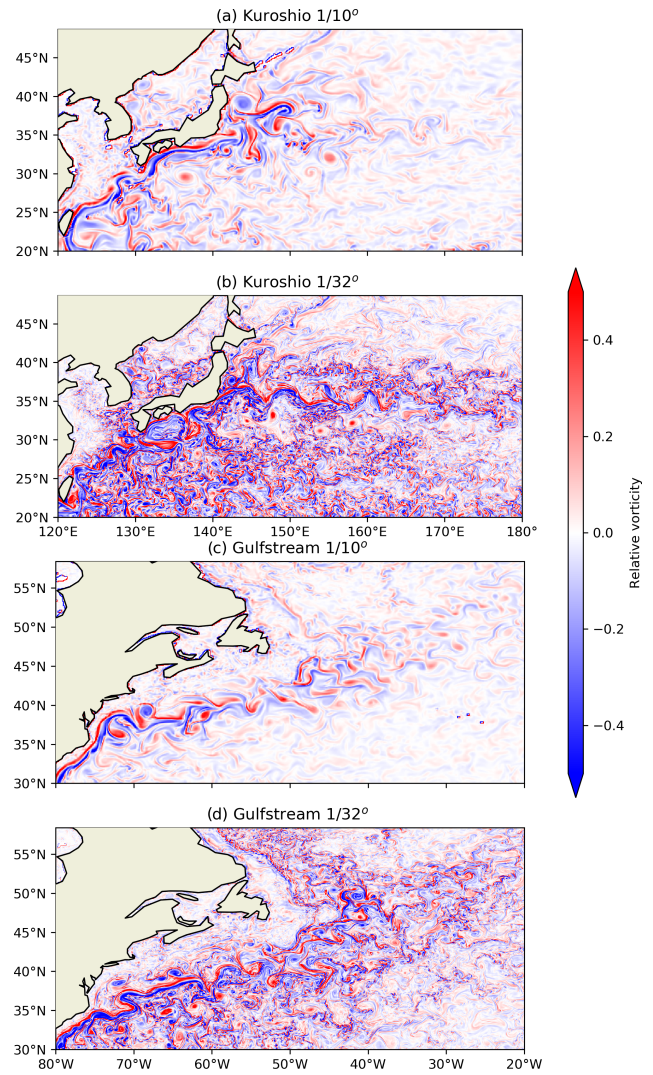 (a) Kuroshio 1/10°
45°N
40°N
35°N
30°N
25°N
20°N
(b) Kuroshio 1/32°
45°N
40°N
35°N
30°N
25°N
20°N
120°E 130°E 140°E 150°E 160°E 170°E 180°
(c) Gulfstream 1/10°
55°N
50°N
45°N
40°N
35°N
30°N
(d) Gulfstream 1/32°
55°N
50°N
45°N
40°N
35°N
30°N
80°W 70°W 60°W 50°W 40°W 30°W 20°W
0.4
0.2
0.0
−0.2
−0.4
Relative vorticity